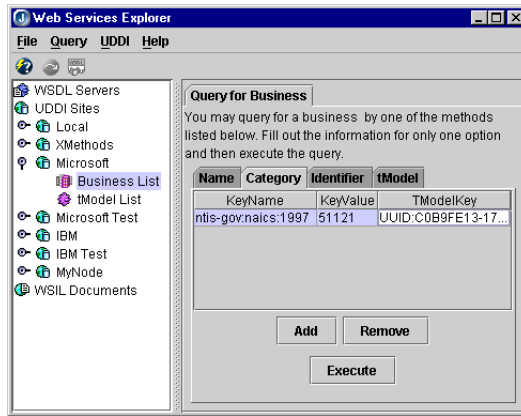 Web Services Explorer
File Query UDDI Help
WSDL Servers
UDDI Sites
Local
XMethods
Microsoft
Business List
tModel List
Microsoft Test
IBM
IBM Test
MyNode
WSIL Documents
Query for Business
You may query for a business by one of the methods
listed below. Fill out the information for only one option
and then execute the query.
Name Category Identifier tModel
KeyName KeyValue TModelKey
ntis-gov:naics:1997 51121 UUID:C0B9FE13-17...
Add Remove
Execute